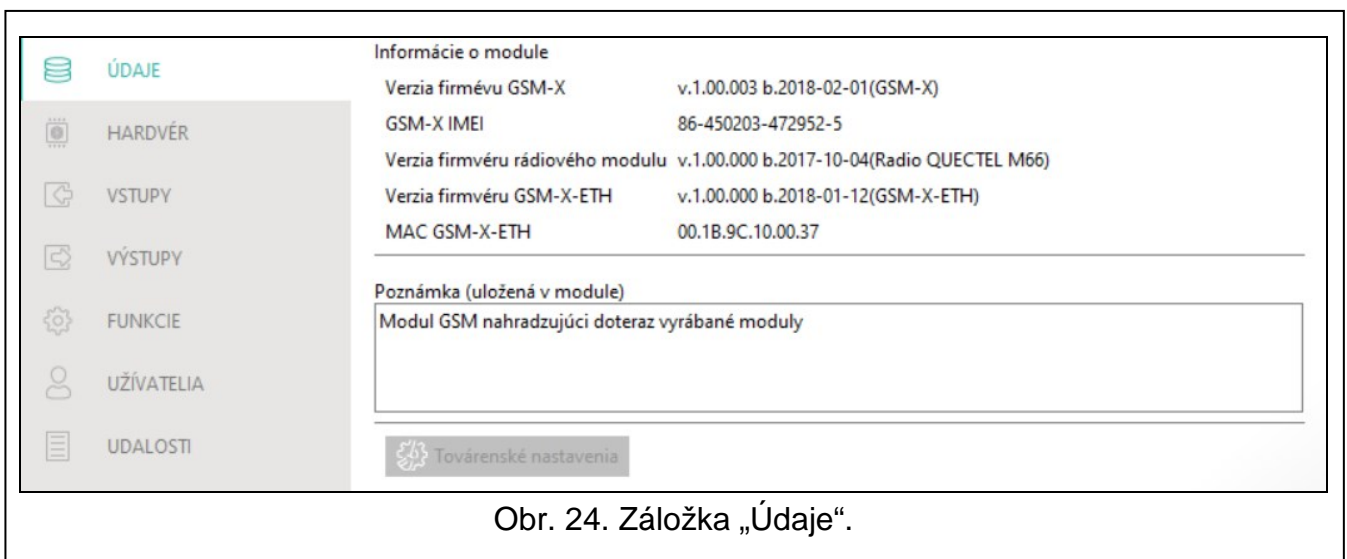 ÚDAJE
HARDVÉR
VSTUPY
VÝSTUPY
FUNKCIE
UŽÍVATELIA
UDALOSTI
Informácie o module
Verzia firmévu GSM-X v.1.00.003 b.2018-02-01(GSM-X)
GSM-X IMEI 86-450203-472952-5
Verzia firmvéru rádiového modulu v.1.00.000 b.2017-10-04(Radio QUECTEL M66)
Verzia firmvéru GSM-X-ETH v.1.00.000 b.2018-01-12(GSM-X-ETH)
MAC GSM-X-ETH 00.1B.9C.10.00.37
Poznámka (uložená v module)
Modul GSM nahradzujúci doteraz vyrábané moduly
Továrenské nastavenia
Obr. 24. Záložka „Údaje“.